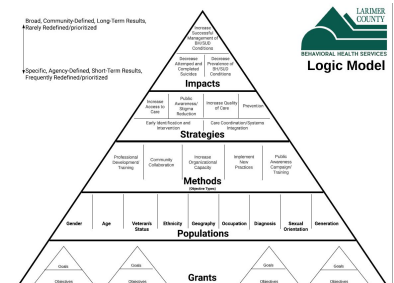 Broad, Community-Defined, Long-Term Results,
Rarely Redefined/prioritized
Specific, Agency-Defined, Short-Term Results,
Frequently Redefined/prioritized
LARIMER
COUNTY
BEHAVIORAL HEALTH SERVICES
Logic Model
Increase
Successful
Management of
BH/SUD
Conditions
Decrease
Attempted and
Completed
Suicides
Decrease
Prevalence of
BH/SUD
Conditions
Impacts
Increase
Access to
Care
Public
Awareness/
Stigma
Reduction
Increase Quality
of Care
Prevention
Early Identification and
Intervention
Care Coordination/Systems
Integration
Strategies
Professional
Development/
Training
Community
Collaboration
Increase
Organizational
Capacity
Implement
New
Practices
Public
Awareness
Campaign/
Training
Methods
(Objective Types)
Gender
Age
Veteran's
Status
Ethnicity
Geography
Occupation
Diagnosis
Sexual
Orientation
Generation
Populations
Goals
Goals
Goals
Goals
Grants
Objectives
Objectives
Objectives
Objectives